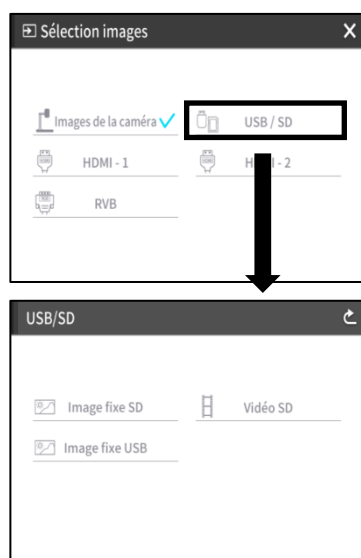 Sélection images X
Images de la caméra USB / SD
HDMI - 1 HDMI - 2
RVB
USB/SD
Image fixe SD Vidéo SD
Image fixe USB